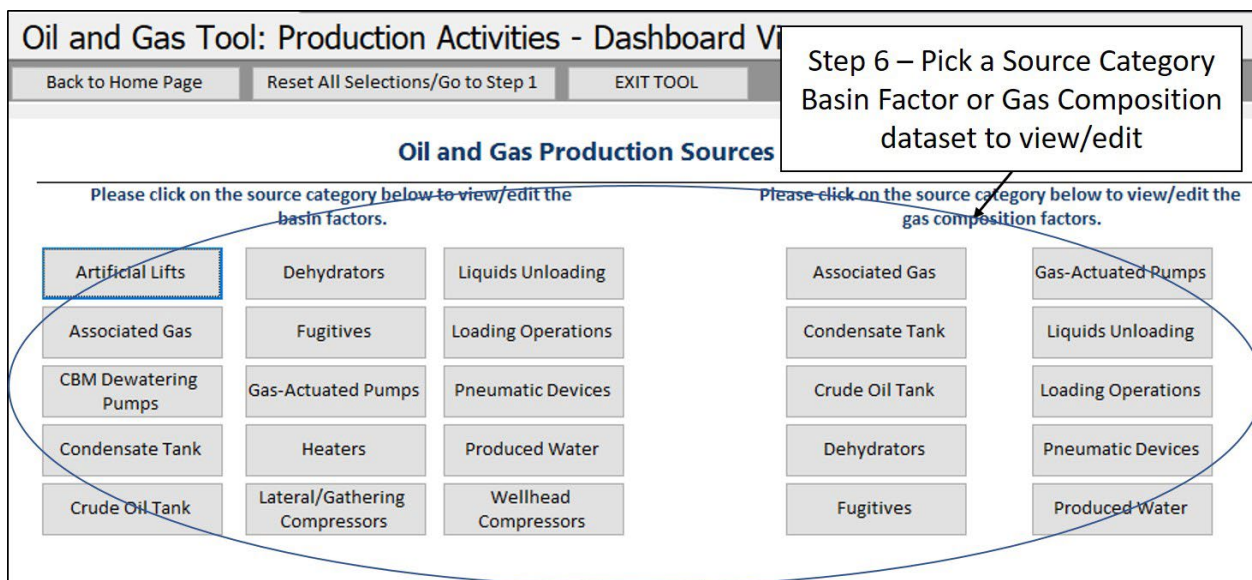 Oil and Gas Tool: Production Activities - Dashboard Vi
Back to Home Page
Reset All Selections/Go to Step 1
EXIT TOOL
Step 6 – Pick a Source Category
Basin Factor or Gas Composition
dataset to view/edit
Oil and Gas Production Sources
Please click on the source category below to view/edit the
basin factors.
Artificial Lifts
Dehydrators
Liquids Unloading
Associated Gas
Fugitives
Loading Operations
CBM Dewatering
Pumps
Gas-Actuated Pumps
Pneumatic Devices
Condensate Tank
Heaters
Produced Water
Crude Oil Tank
Lateral/Gathering
Compressors
Wellhead
Compressors
Please click on the source category below to view/edit the
gas composition factors.
Associated Gas
Gas-Actuated Pumps
Condensate Tank
Liquids Unloading
Crude Oil Tank
Loading Operations
Dehydrators
Pneumatic Devices
Fugitives
Produced Water